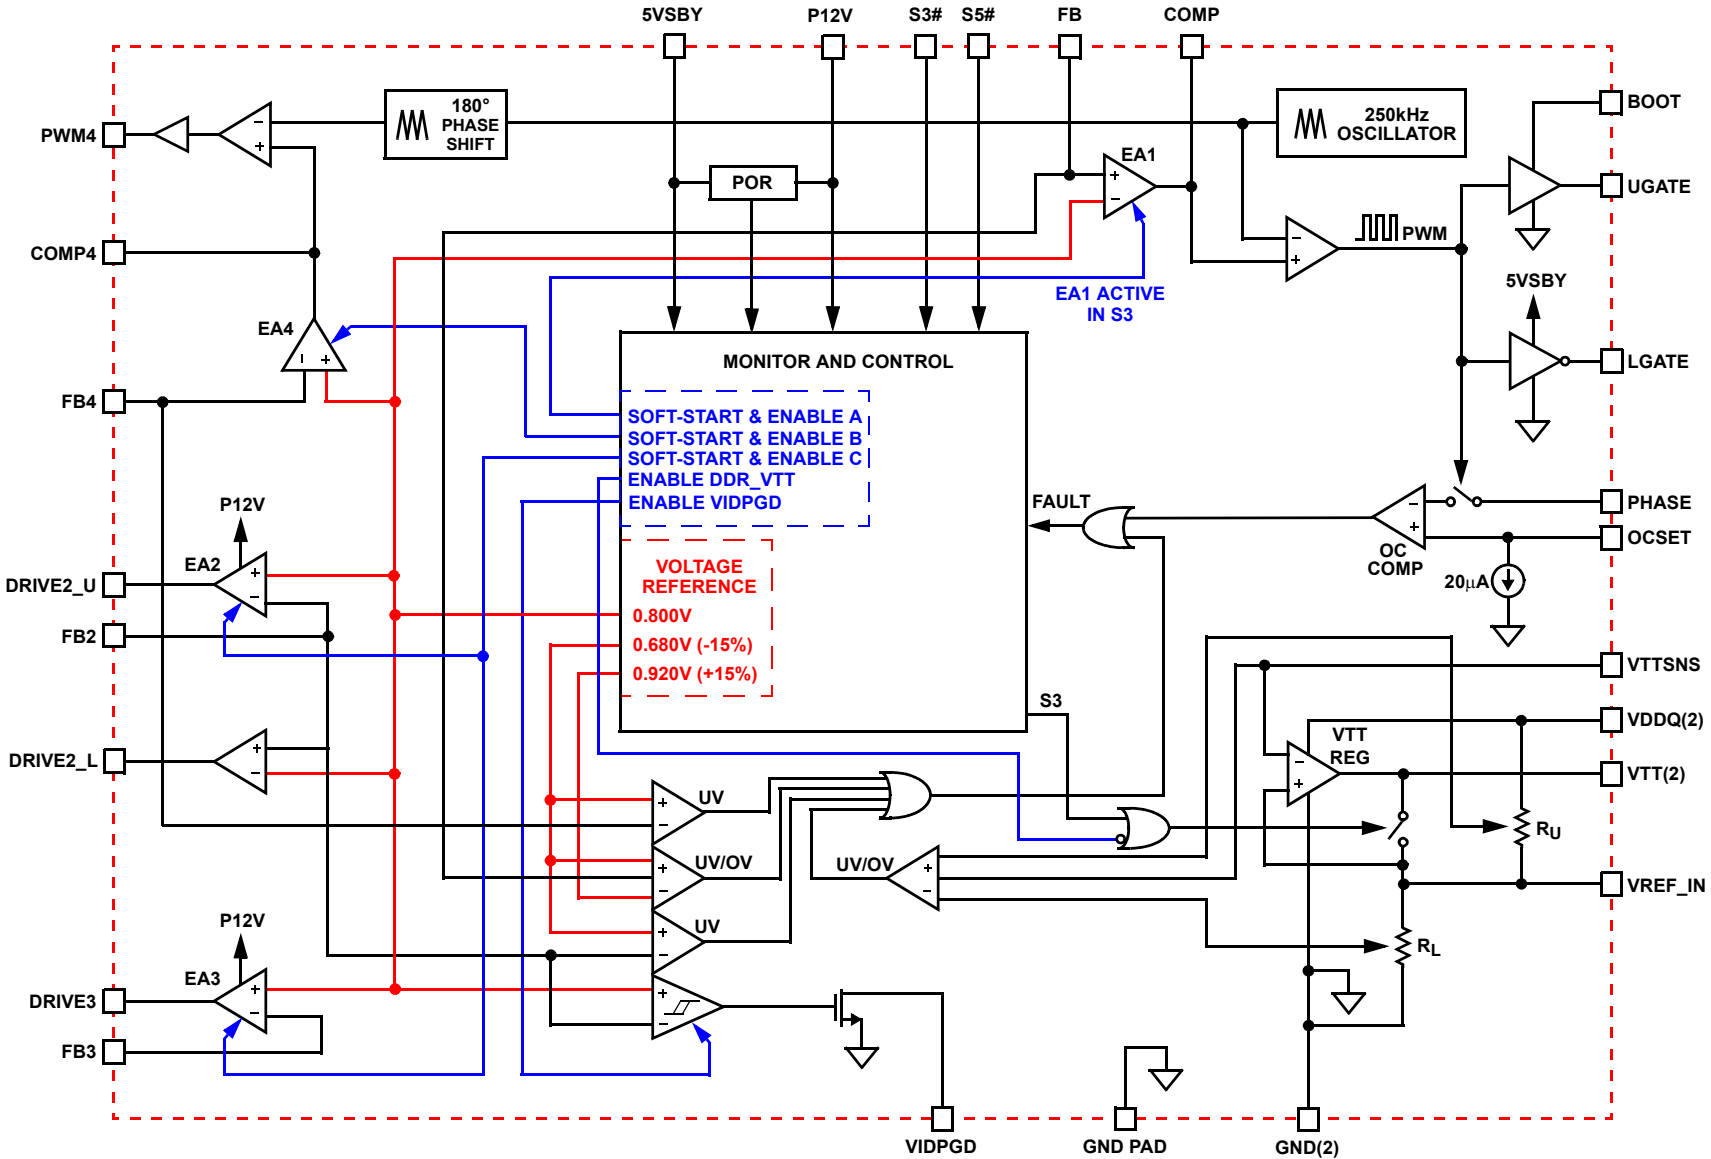 5VSBY P12V S3# S5# FB COMP
BOOT
180°
PHASE
SHIFT
250kHz
OSCILLATOR
PWM4
EA1
POR
UGATE
PWM
COMP4
5VSBY
EA1 ACTIVE
IN S3
EA4
MONITOR AND CONTROL
LGATE
FB4
SOFT-START & ENABLE A
SOFT-START & ENABLE B
SOFT-START & ENABLE C
ENABLE DDR_VTT
ENABLE VIDPGD
P12V
FAULT
PHASE
OCSET
OC
COMP
EA2
VOLTAGE
REFERENCE
20µA
DRIVE2_U
0.800V
FB2
0.680V (-15%)
0.920V (+15%)
VTTSNS
S3
VDDQ(2)
VTT
REG
DRIVE2_L
VTT(2)
UV
RU
UV/OV
UV/OV
VREF_IN
P12V
UV
RL
EA3
DRIVE3
FB3
VIDPGD
GND PAD
GND(2)